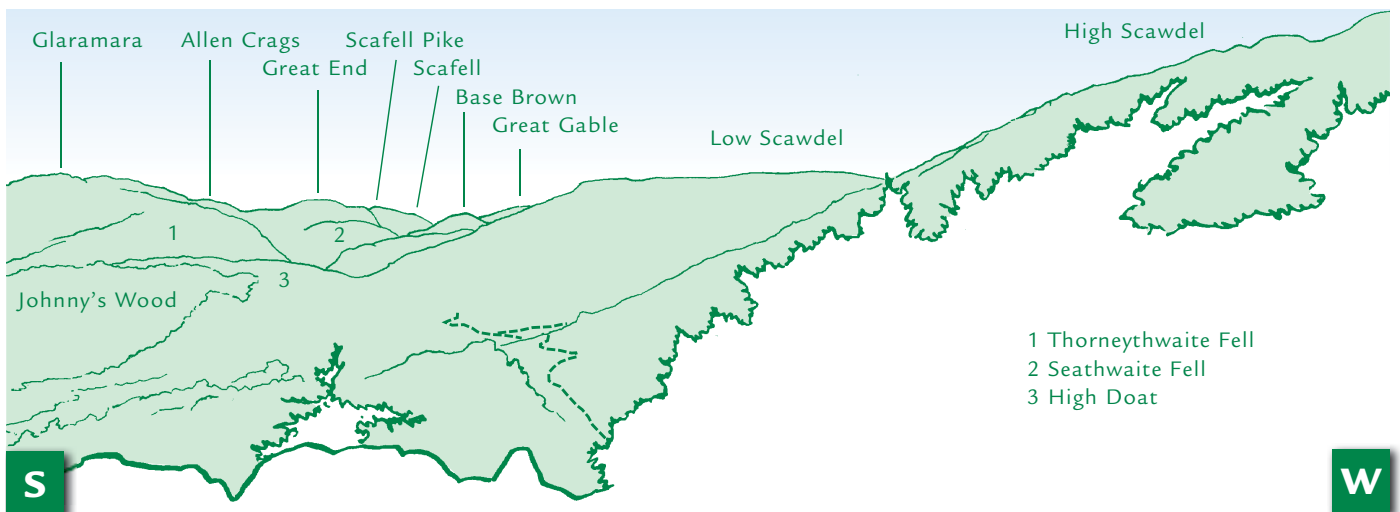 High Scawdel
Glaramara
Allen Crags
Scafell Pike
Great End
Scafell
Base Brown
Great Gable
Low Scawdel
1
2
3
Johnny’s Wood
1 Thorneythwaite Fell
2 Seathwaite Fell
3 High Doat
S
W